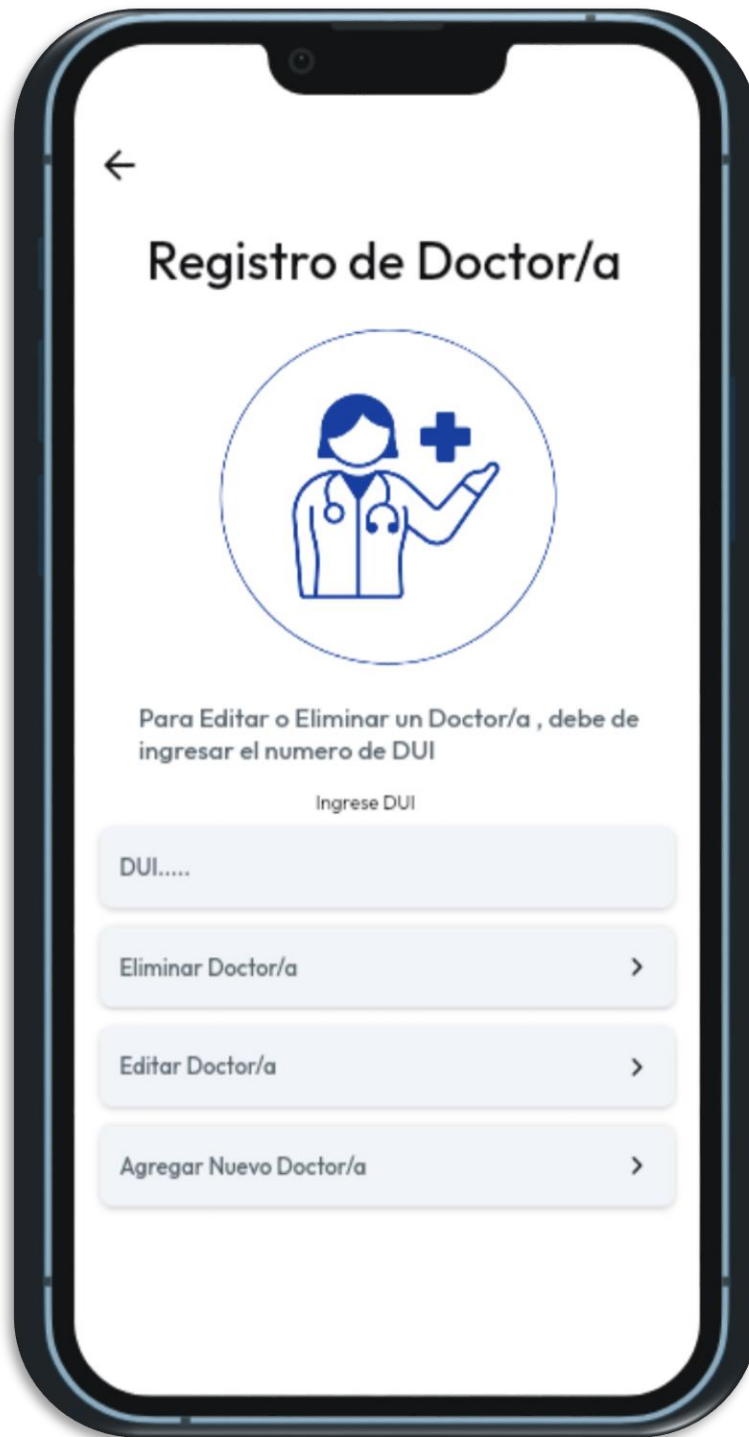 Registro de Doctor/a
Para Editar o Eliminar un Doctor/a , debe de
ingresar el numero de DUI
Ingrese DUI
DUI.....
Eliminar Doctor/a
Editar Doctor/a
Agregar Nuevo Doctor/a